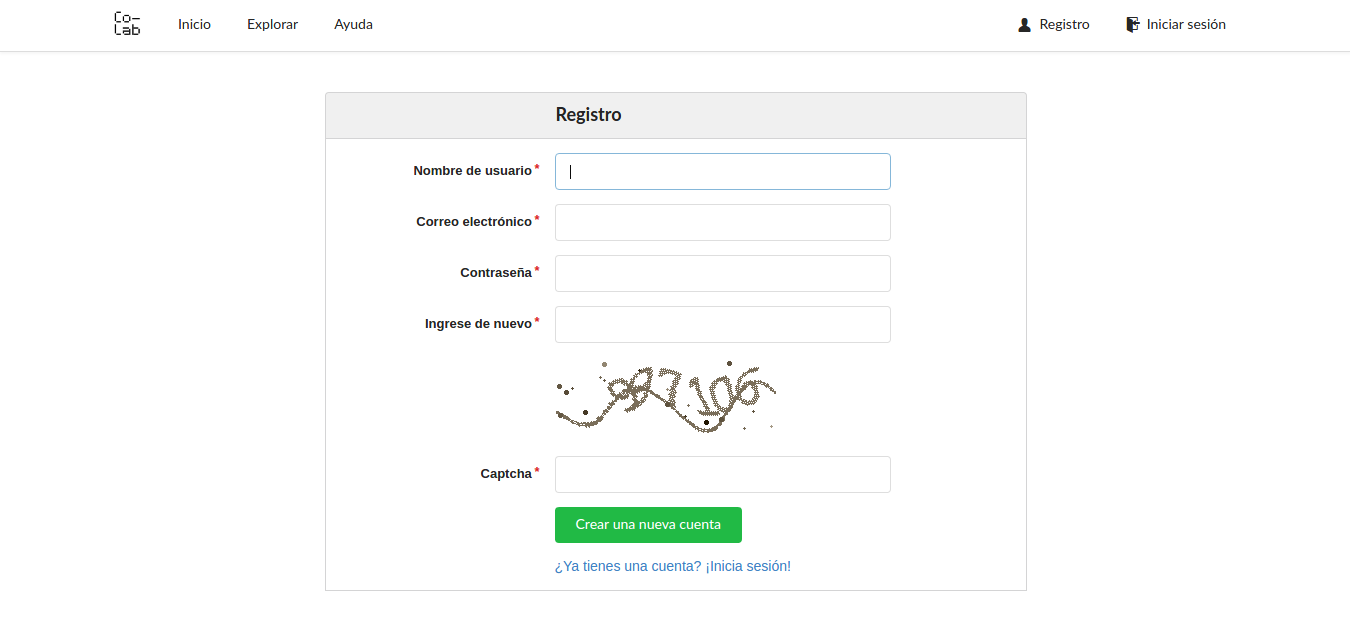 Co-
Lab
Inicio Explorar Ayuda Registro Iniciar sesión
Registro
Nombre de usuario *
Correo electrónico *
Contraseña *
Ingrese de nuevo *
Captcha *
Crear una nueva cuenta
¿Ya tienes una cuenta? ¡Inicia sesión!